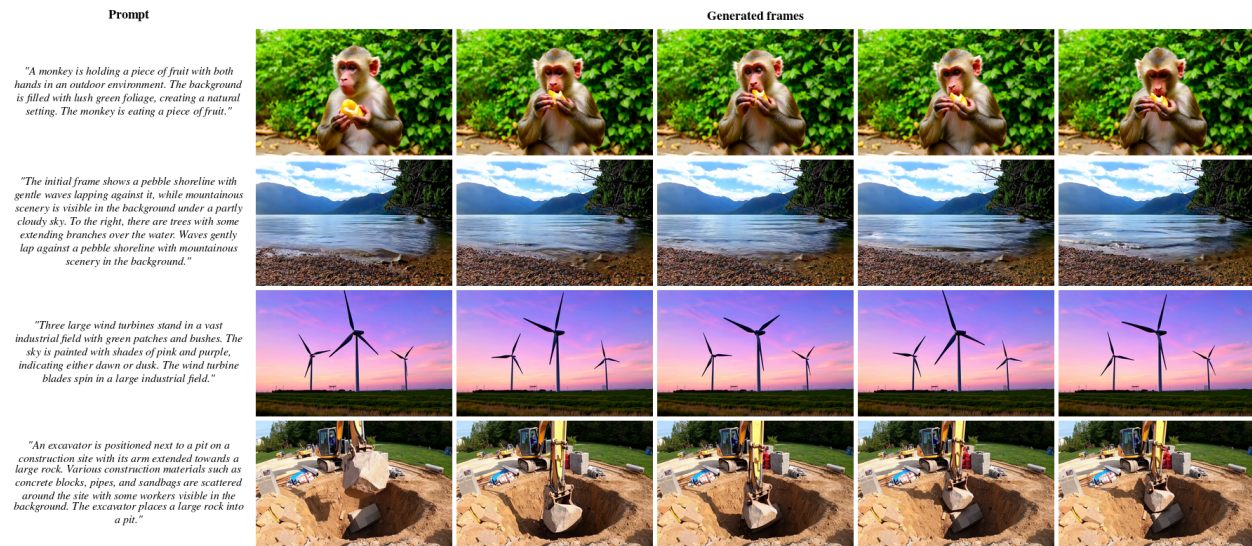 Prompt
Generated frames
"A monkey is holding a piece of fruit with both
hands in an outdoor environment. The background
is filled with lush green foliage, creating a natural
setting. The monkey is eating a piece of fruit."
"The initial frame shows a pebble shoreline with
gentle waves lapping against it, while mountainous
scenery is visible in the background under a partly
cloudy sky. To the right, there are trees with some
extending branches over the water. Waves gently
lap against a pebble shoreline with mountainous
scenery in the background."
"Three large wind turbines stand in a vast
industrial field with green patches and bushes. The
sky is painted with shades of pink and purple,
indicating either dawn or dusk. The wind turbine
blades spin in a large industrial field."
"An excavator is positioned next to a pit on a
construction site with its arm extended towards a
large rock. Various construction materials such as
concrete blocks, pipes, and sandbags are scattered
around the site with some workers visible in the
background. The excavator places a large rock into
a pit."